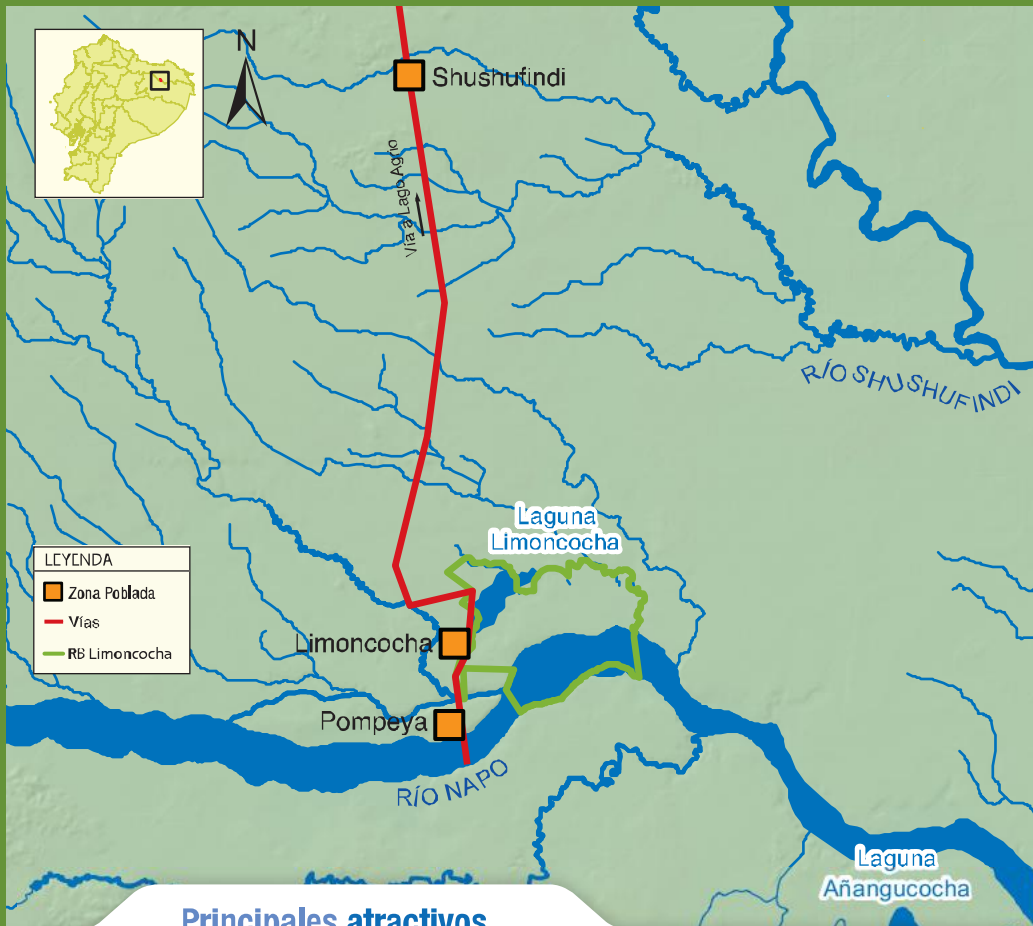 N
Shushufindi
Vía a Lago Agrio
RÍO SHUSHUFINDI
Laguna
Limoncocha
LEYENDA
Zona Poblada
Vías
RB Limoncocha
Limoncocha
Pompeya
RÍO NAPO
Laguna
Añangucocha
Principales atractivos